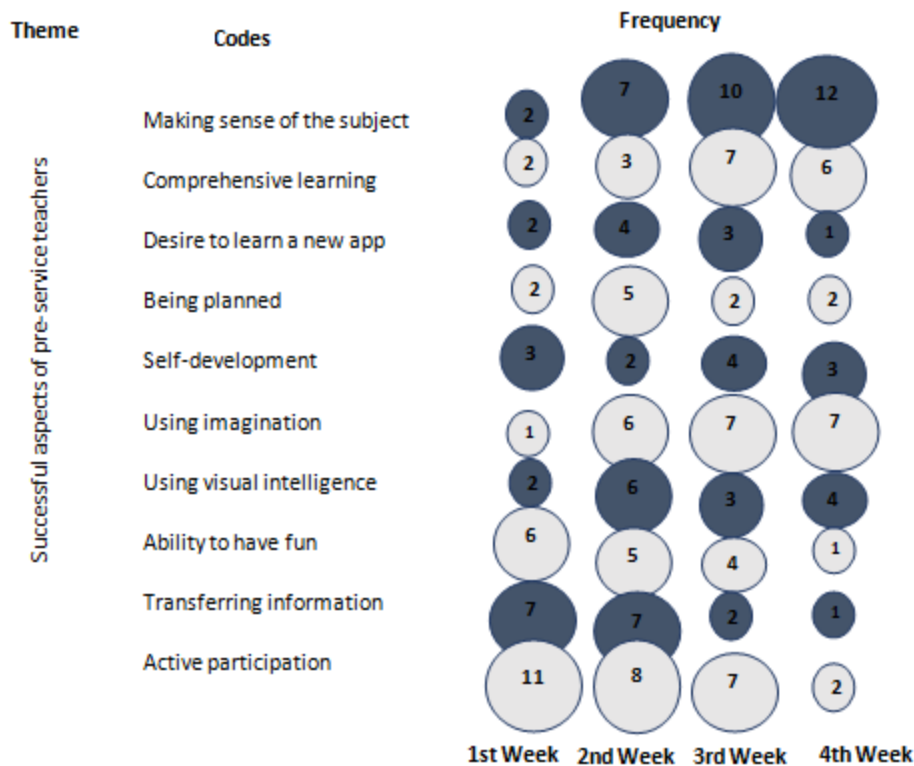 Theme
Codes
Frequency
Successful aspects of pre-service teachers
Making sense of the subject
2 7 10 12
Comprehensive learning
2 3 7 6
Desire to learn a new app
2 4 3 1
Being planned
2 5 2 2
Self-development
3 2 4 3
Using imagination
1 6 7 7
Using visual intelligence
2 6 3 4
Ability to have fun
6 5 4 1
Transferring information
7 7 2 1
Active participation
11 8 7 2
1st Week 2nd Week 3rd Week 4th Week